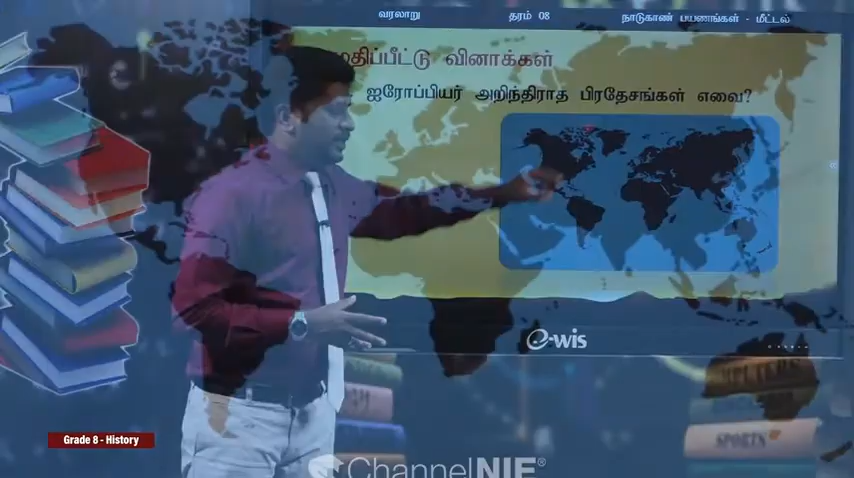 வரலாறு தரம் 08 நாடுகாண் பயணங்கள் - மீட்டல்
மதிப்பீட்டு வினாக்கள்
ஐரோப்பியர் அறிந்திராத பிரதேசங்கள் எவை?
e-wis
SPORTS
Grade 8 - History
ChannelNIE®